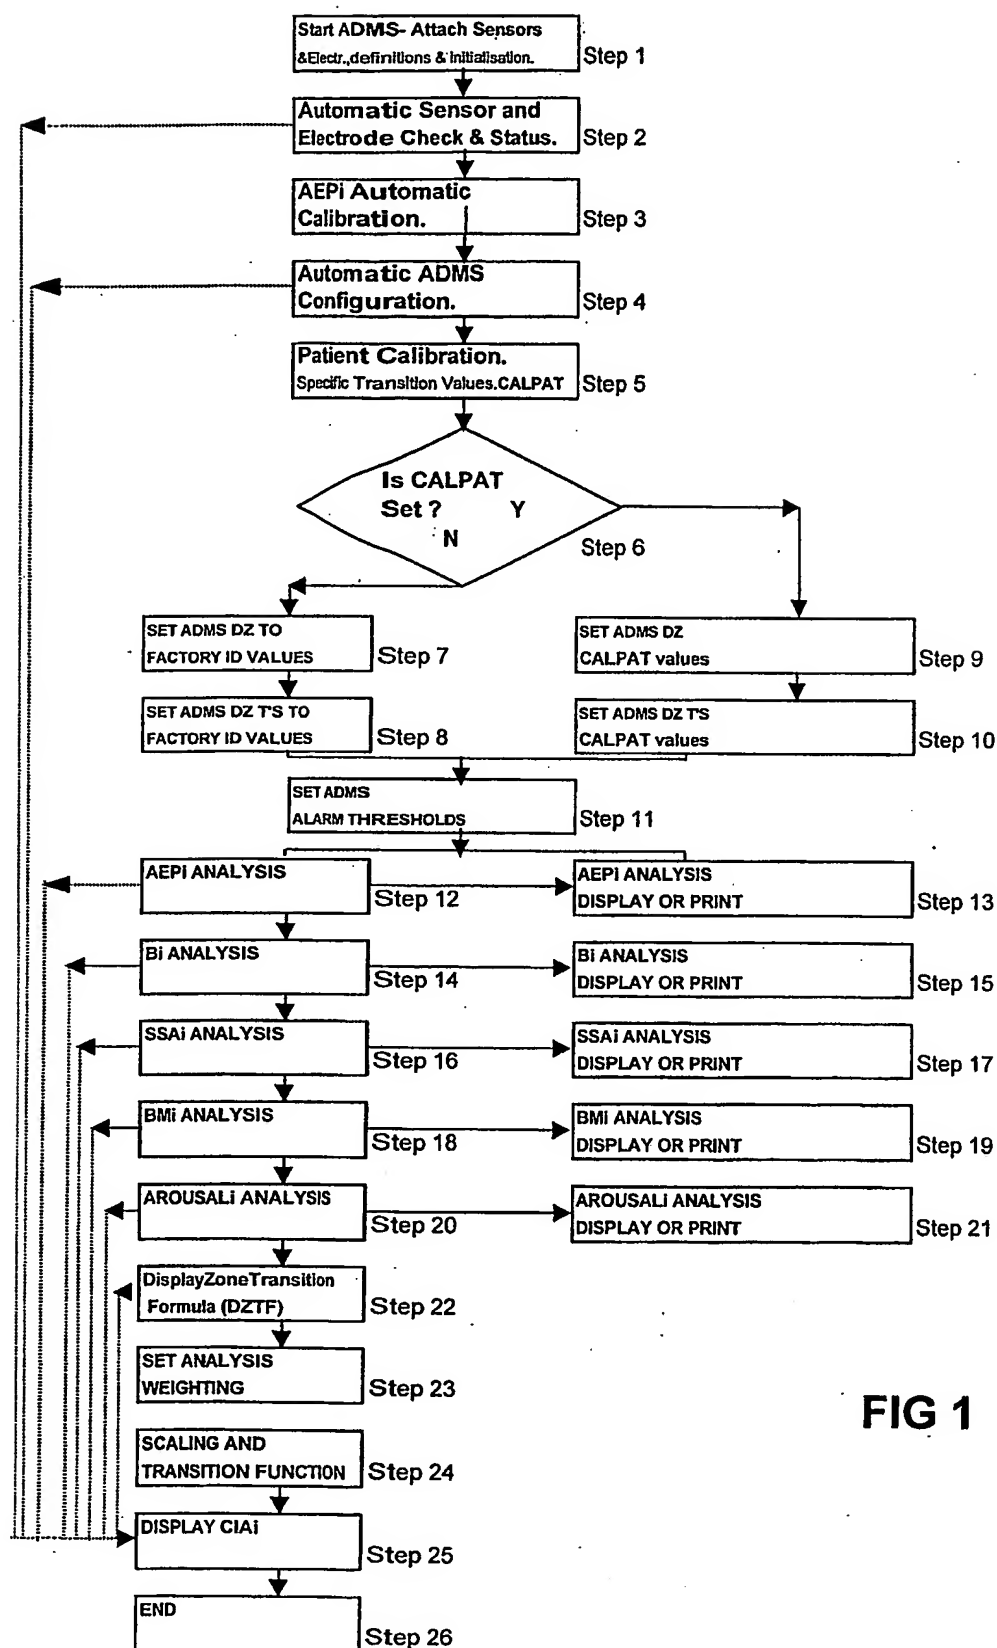 Start ADMS- Attach Sensors
&Electr.,definitions & initialisation.
Step 1
Automatic Sensor and
Electrode Check & Status.
Step 2
AEPi Automatic
Calibration.
Step 3
Automatic ADMS
Configuration.
Step 4
Patient Calibration.
Specific Transition Values.CALPAT
Step 5
Is CALPAT
Set ? Y
N
Step 6
SET ADMS DZ TO
FACTORY ID VALUES
Step 7
SET ADMS DZ
CALPAT values
Step 9
SET ADMS DZ T'S TO
FACTORY ID VALUES
Step 8
SET ADMS DZ T'S
CALPAT values
Step 10
SET ADMS
ALARM THRESHOLDS
Step 11
AEPi ANALYSIS
Step 12
AEPi ANALYSIS
DISPLAY OR PRINT
Step 13
Bi ANALYSIS
Step 14
Bi ANALYSIS
DISPLAY OR PRINT
Step 15
SSAi ANALYSIS
Step 16
SSAi ANALYSIS
DISPLAY OR PRINT
Step 17
BMi ANALYSIS
Step 18
BMi ANALYSIS
DISPLAY OR PRINT
Step 19
AROUSALi ANALYSIS
Step 20
AROUSALi ANALYSIS
DISPLAY OR PRINT
Step 21
DisplayZoneTransition
Formula (DZTF)
Step 22
SET ANALYSIS
WEIGHTING
Step 23
SCALING AND
TRANSITION FUNCTION
Step 24
DISPLAY CIAi
Step 25
END
Step 26
FIG 1